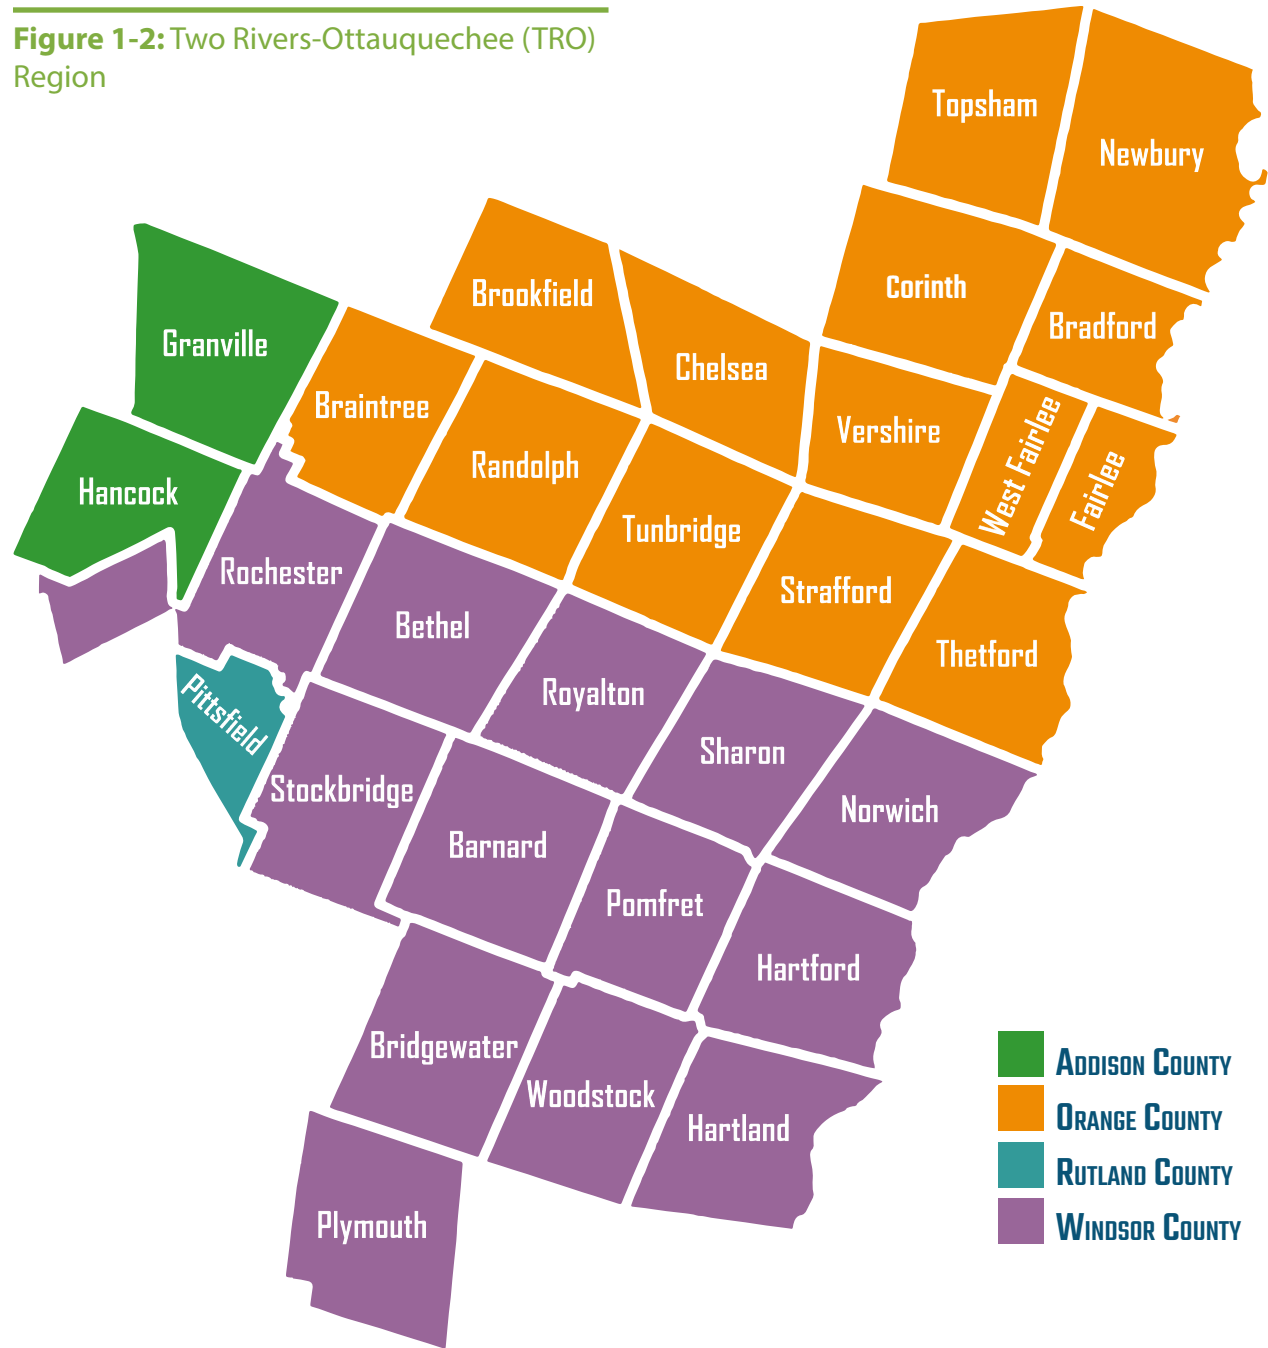 Figure 1-2: Two Rivers-Ottauquechee (TRO)
Region
Topsham
Newbury
Corinth
Bradford
Brookfield
Granville
Chelsea
Braintree
Vershire
West Fairlee
Fairlee
Randolph
Hancock
Tunbridge
Rochester
Strafford
Bethel
Thetford
Royalton
Pittsfield
Sharon
Stockbridge
Norwich
Barnard
Pomfret
Hartford
Bridgewater
Woodstock
Hartland
Plymouth
Addison County
Orange County
Rutland County
Windsor County